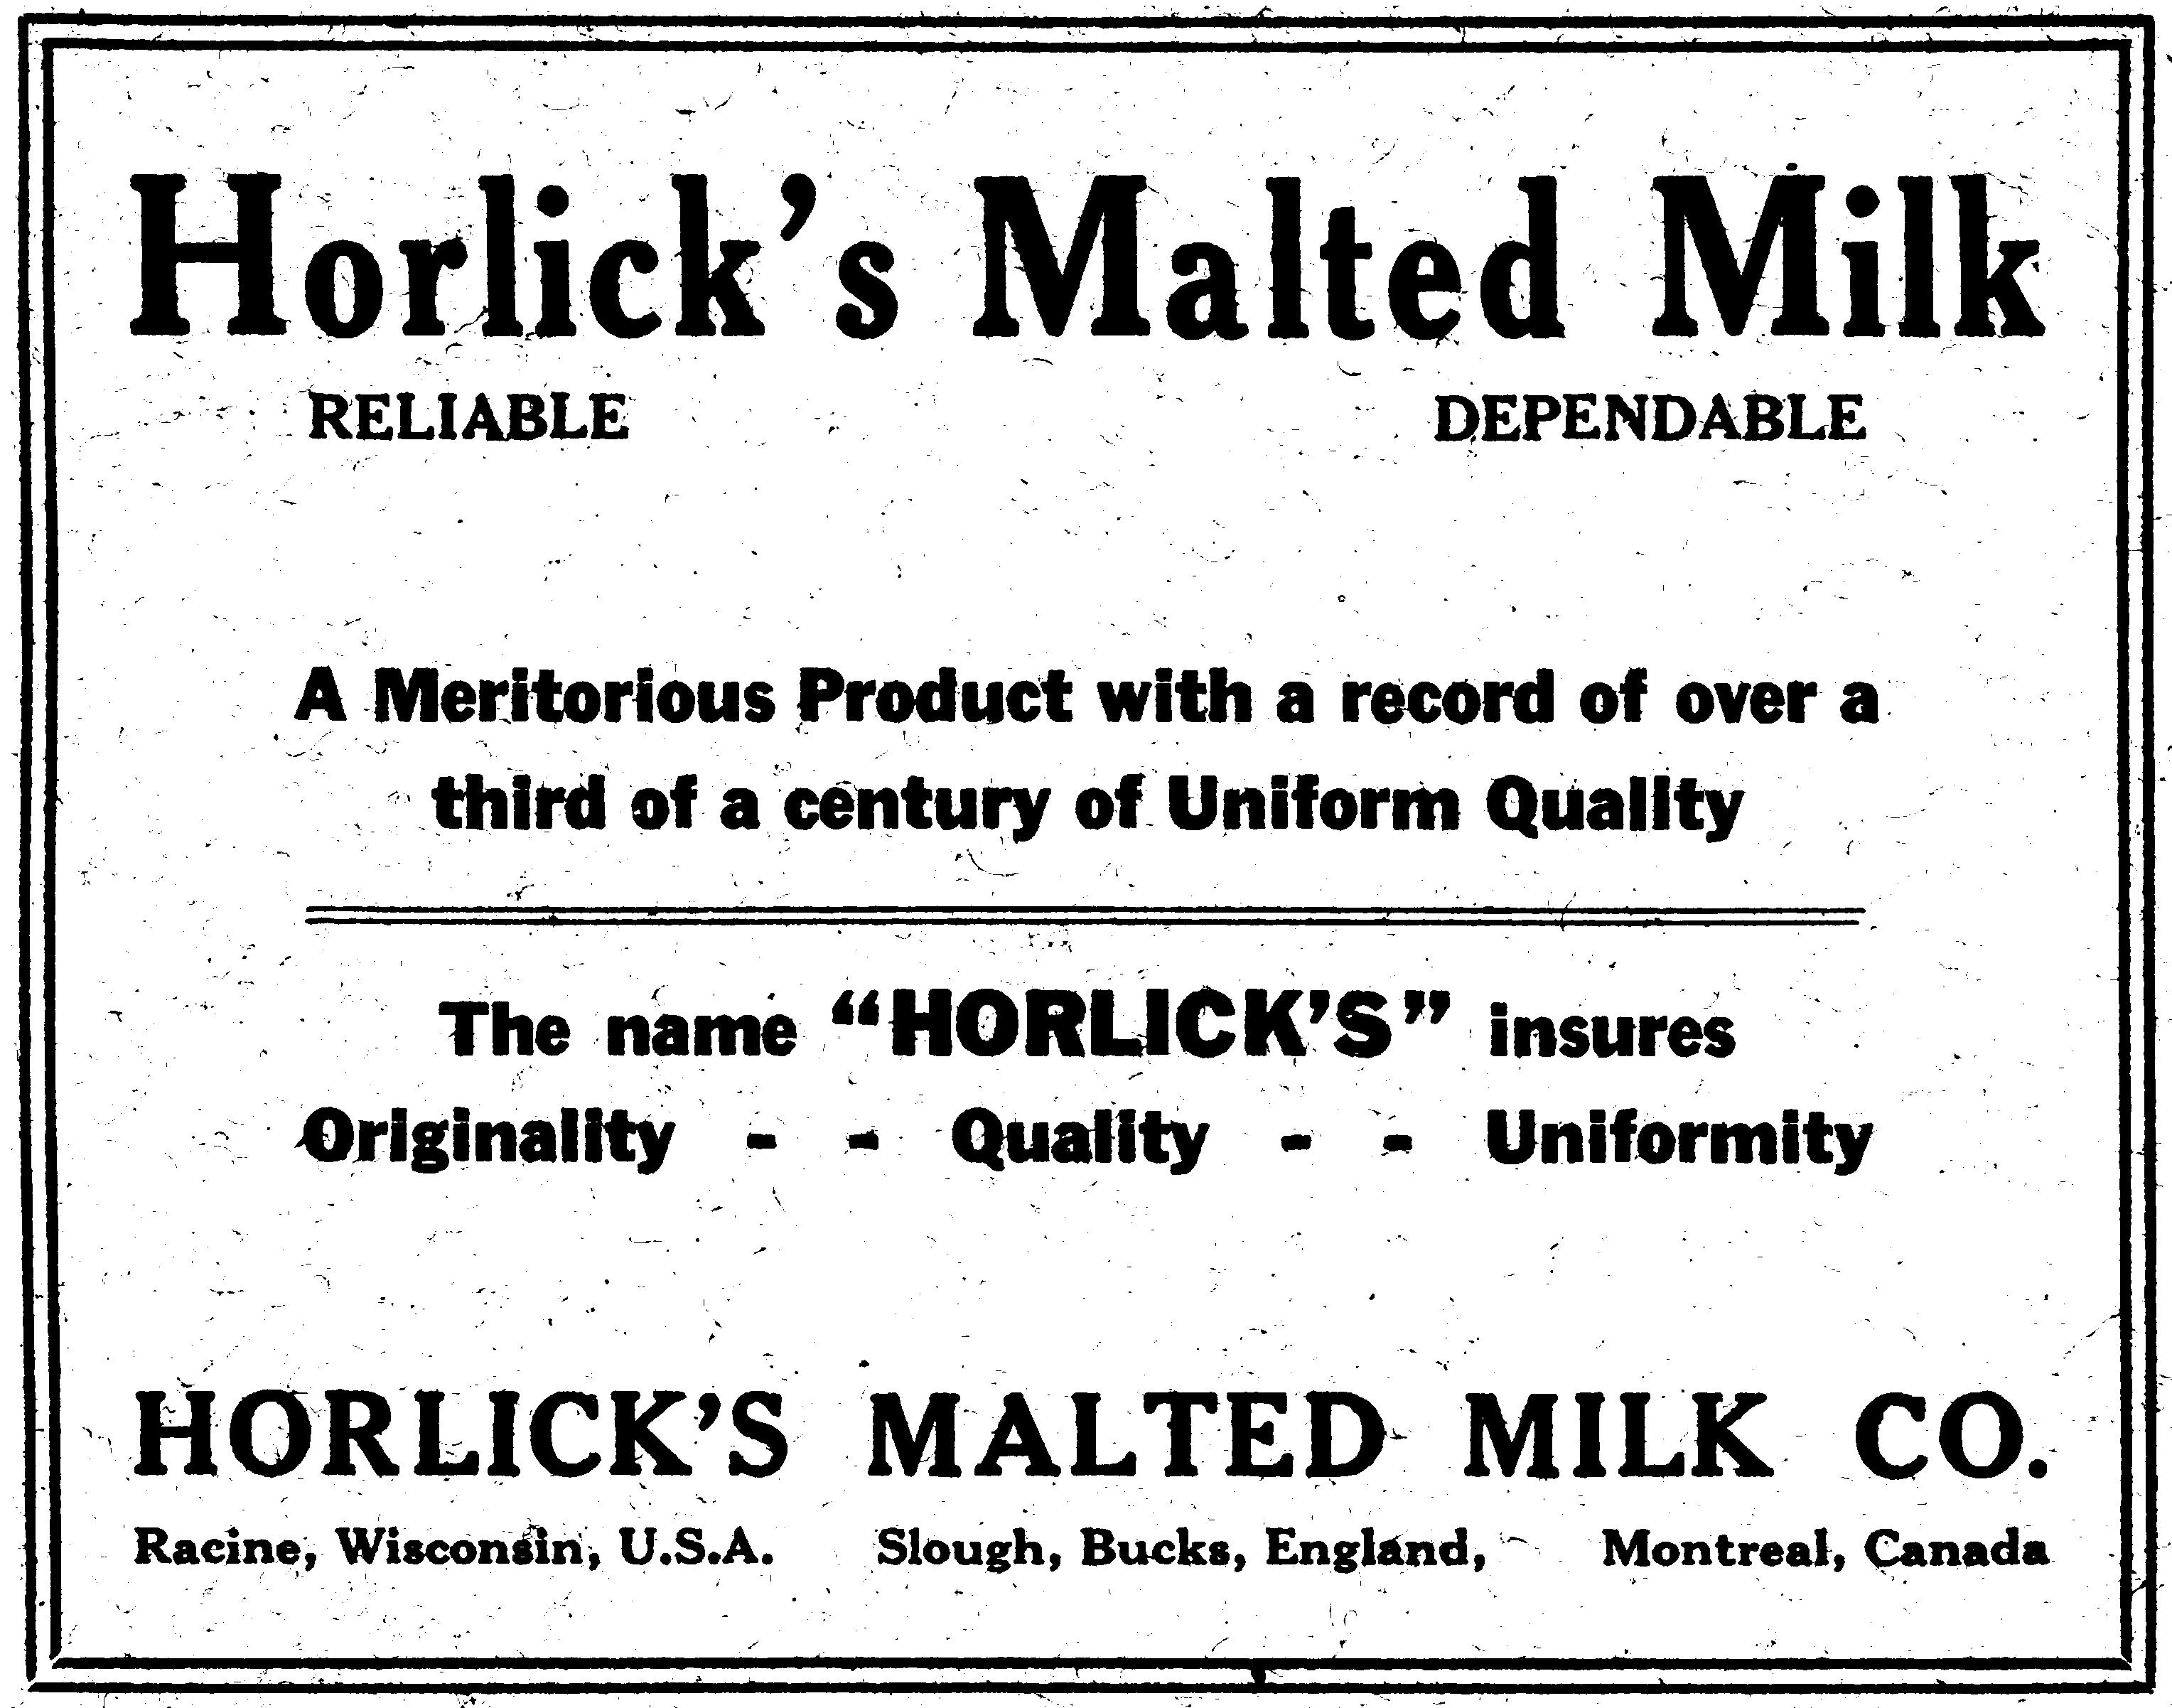 Horlick's Malted Milk
RELIABLE DEPENDABLE
A Meritorious Product with a record of over a
third of a century of Uniform Quality
The name “HORLICK'S” insures
Originality - - Quality - - Uniformity
HORLICK'S MALTED MILK CO.
Racine, Wisconsin, U.S.A. Slough, Bucks, England, Montreal, Canada